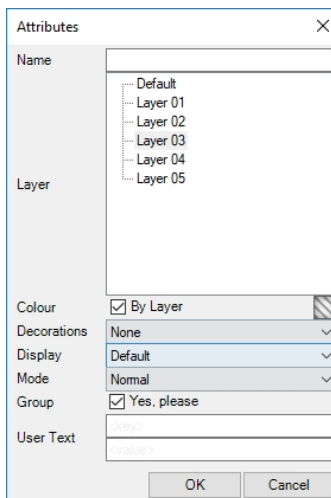 Attributes
Name
Default
Layer 01
Layer 02
Layer 03
Layer 04
Layer 05
Layer
Colour By Layer
Decorations None
Display Default
Mode Normal
Group Yes, please
User Text
<key>
<value>
OK Cancel